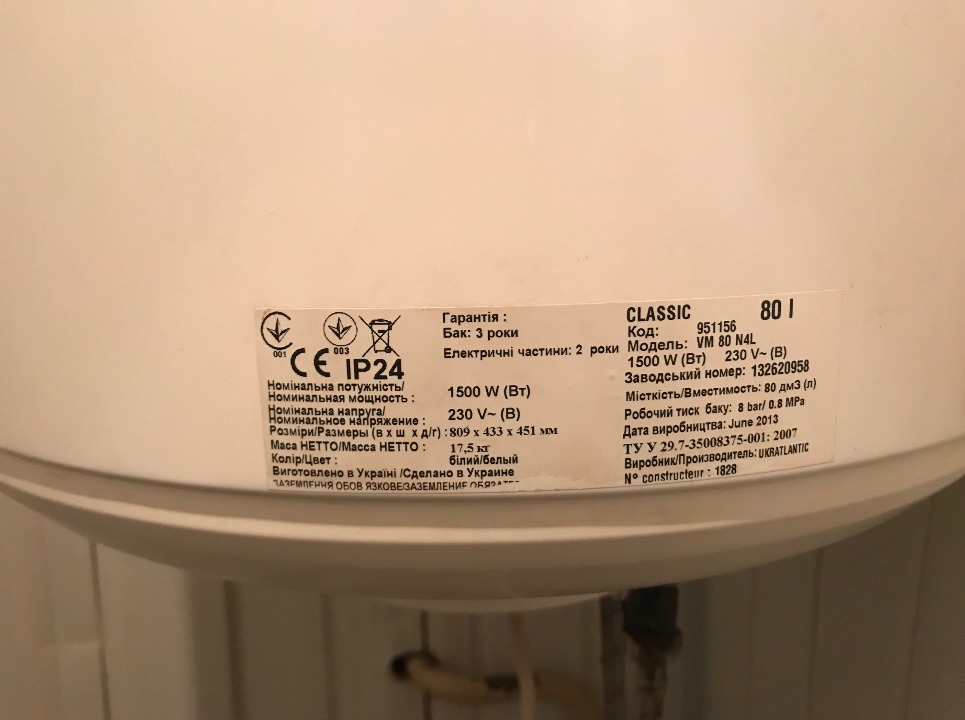 001
003
CE IP24
Номінальна потужність/
Номинальная мощность : 1500 W (Вт)
Номінальна напруга/
Номинальное напряжение : 230 V~ (В)
Розміри/Размеры (в х ш х д/г) : 809 х 433 х 451 мм
Маса НЕТТО/Масса НЕТТО : 17,5 кг
Колір/Цвет : білий/белый
Виготовлено в Україні /Сделано в Украине
ЗАЗЕМЛЕННЯ ОБОВ ЯЗКОВЕ/ЗАЗЕМЛЕНИЕ
Гарантія :
Бак: 3 роки
Електричні частини: 2 роки
CLASSIC 80 l
Код: 951156
Модель: VM 80 N4L
1500 W (Вт) 230 V~ (В)
Заводський номер: 132620958
Місткість/Вместимость: 80 дм3 (л)
Робочий тиск баку: 8 bar/ 0.8 MPa
Дата виробництва: June 2013
ТУ У 29.7-35008375-001: 2007
Виробник/Производитель: UKRATLANTIC
N° constructeur : 1828